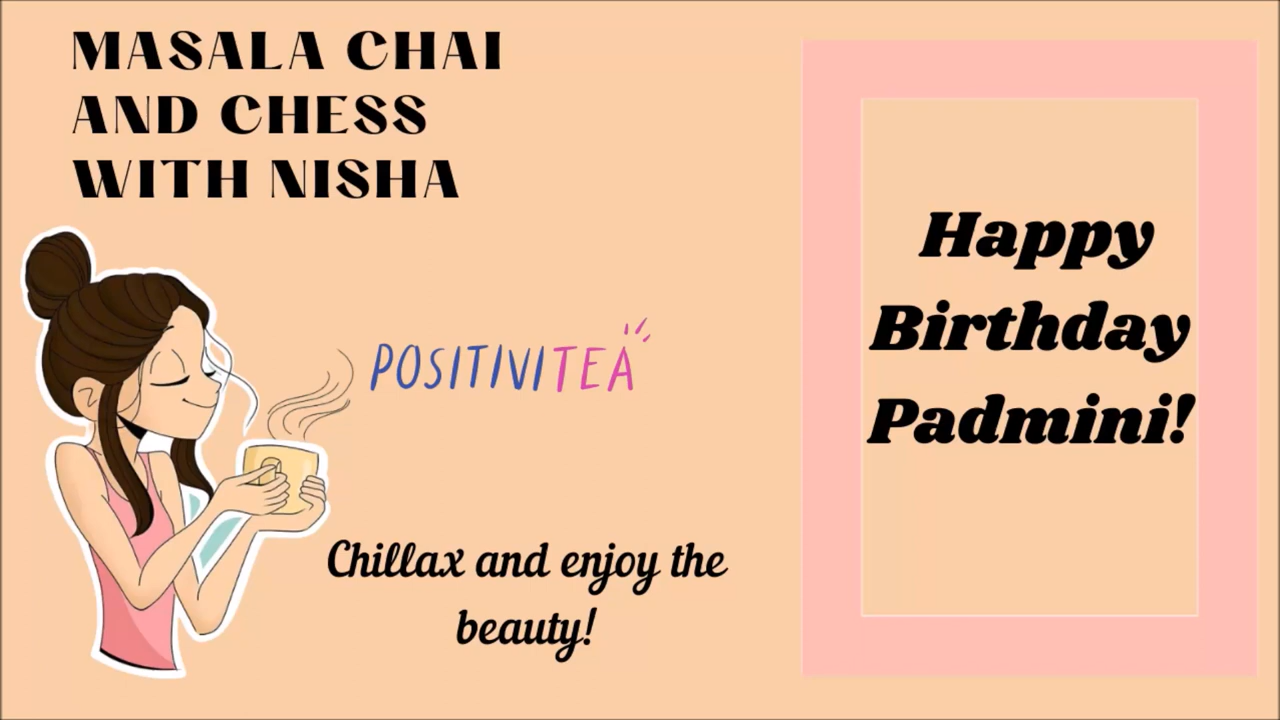 MASALA CHAI
AND CHESS
WITH NISHA
POSITIVITEA
Chillax and enjoy the
beauty!
Happy
Birthday
Padmini!